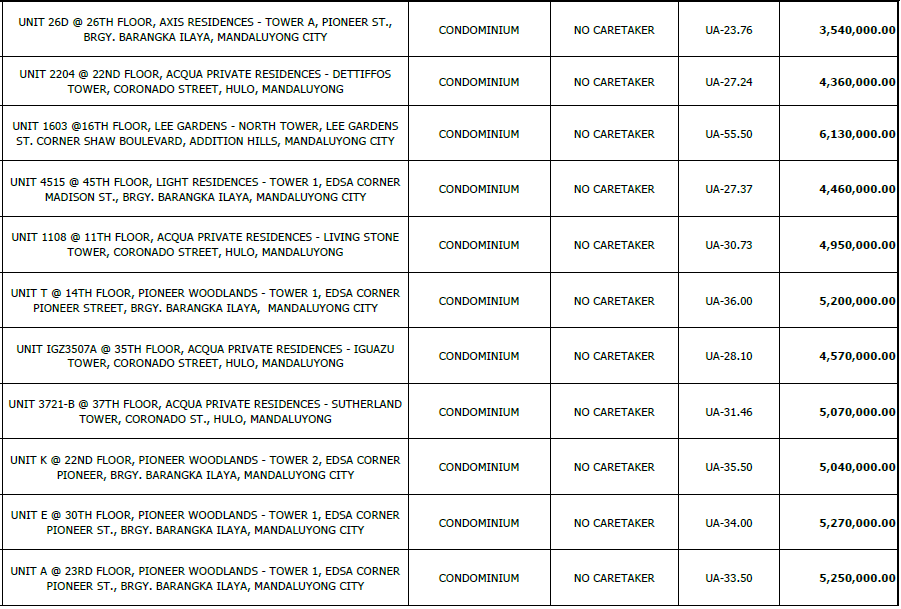 UNIT 26D @ 26TH FLOOR, AXIS RESIDENCES - TOWER A, PIONEER ST.,
BRGY. BARANGKA ILAYA, MANDALUYONG CITY
CONDOMINIUM
NO CARETAKER
UA-23.76
3,540,000.00
UNIT 2204 @ 22ND FLOOR, ACQUA PRIVATE RESIDENCES - DETTIFFOS
TOWER, CORONADO STREET, HULO, MANDALUYONG
CONDOMINIUM
NO CARETAKER
UA-27.24
4,360,000.00
UNIT 1603 @16TH FLOOR, LEE GARDENS - NORTH TOWER, LEE GARDENS
ST. CORNER SHAW BOULEVARD, ADDITION HILLS, MANDALUYONG CITY
CONDOMINIUM
NO CARETAKER
UA-55.50
6,130,000.00
UNIT 4515 @ 45TH FLOOR, LIGHT RESIDENCES - TOWER 1, EDSA CORNER
MADISON ST., BRGY. BARANGKA ILAYA, MANDALUYONG CITY
CONDOMINIUM
NO CARETAKER
UA-27.37
4,460,000.00
UNIT 1108 @ 11TH FLOOR, ACQUA PRIVATE RESIDENCES - LIVING STONE
TOWER, CORONADO STREET, HULO, MANDALUYONG
CONDOMINIUM
NO CARETAKER
UA-30.73
4,950,000.00
UNIT T @ 14TH FLOOR, PIONEER WOODLANDS - TOWER 1, EDSA CORNER
PIONEER STREET, BRGY. BARANGKA ILAYA, MANDALUYONG CITY
CONDOMINIUM
NO CARETAKER
UA-36.00
5,200,000.00
UNIT IGZ3507A @ 35TH FLOOR, ACQUA PRIVATE RESIDENCES - IGUAZU
TOWER, CORONADO STREET, HULO, MANDALUYONG
CONDOMINIUM
NO CARETAKER
UA-28.10
4,570,000.00
UNIT 3721-B @ 37TH FLOOR, ACQUA PRIVATE RESIDENCES - SUTHERLAND
TOWER, CORONADO ST., HULO, MANDALUYONG
CONDOMINIUM
NO CARETAKER
UA-31.46
5,070,000.00
UNIT K @ 22ND FLOOR, PIONEER WOODLANDS - TOWER 2, EDSA CORNER
PIONEER, BRGY. BARANGKA ILAYA, MANDALUYONG CITY
CONDOMINIUM
NO CARETAKER
UA-35.50
5,040,000.00
UNIT E @ 30TH FLOOR, PIONEER WOODLANDS - TOWER 1, EDSA CORNER
PIONEER ST., BRGY. BARANGKA ILAYA, MANDALUYONG CITY
CONDOMINIUM
NO CARETAKER
UA-34.00
5,270,000.00
UNIT A @ 23RD FLOOR, PIONEER WOODLANDS - TOWER 1, EDSA CORNER
PIONEER ST., BRGY. BARANGKA ILAYA, MANDALUYONG CITY
CONDOMINIUM
NO CARETAKER
UA-33.50
5,250,000.00